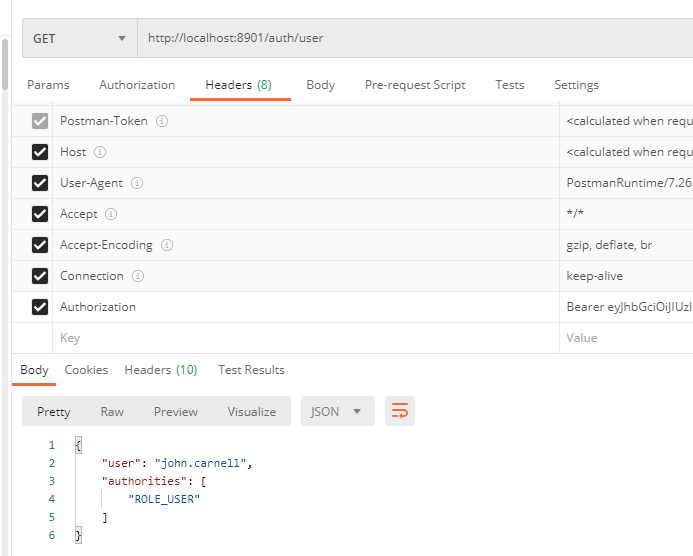 GET http://localhost:8901/auth/user
Params Authorization Headers (8) Body Pre-request Script Tests Settings
Postman-Token <calculated when requ
Host <calculated when requ
User-Agent PostmanRuntime/7.26.
Accept */*
Accept-Encoding gzip, deflate, br
Connection keep-alive
Authorization Bearer eyJhbGciOiJIUzI
Key Value
Body Cookies Headers (10) Test Results
Pretty Raw Preview Visualize JSON
1 {
2 "user": "john.carnell",
3 "authorities": [
4 "ROLE_USER"
5 ]
6 }